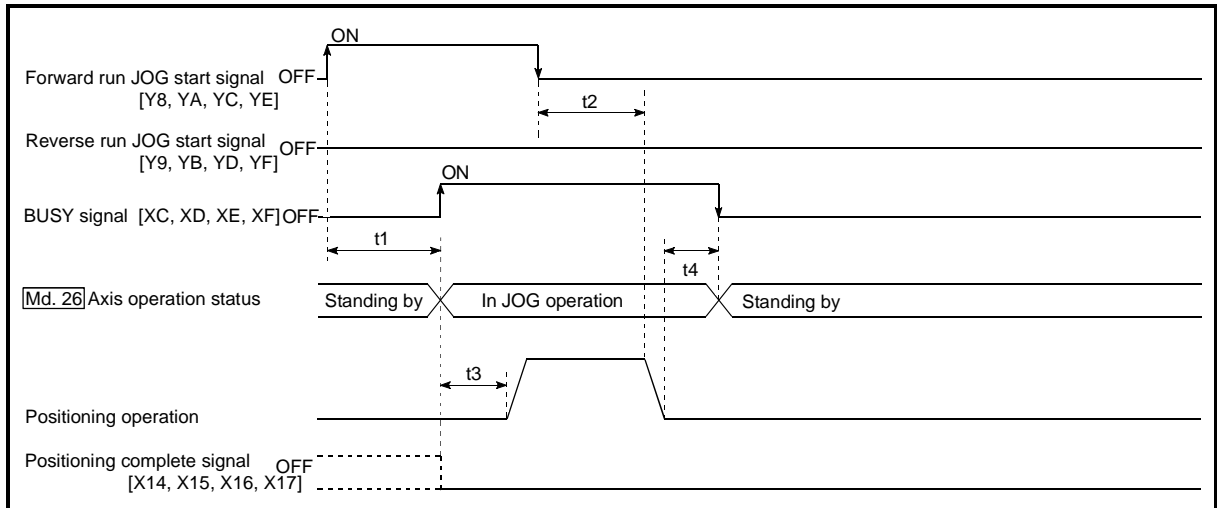 ON
Forward run JOG start signal OFF
[Y8, YA, YC, YE]
t2
Reverse run JOG start signal OFF
[Y9, YB, YD, YF]
ON
BUSY signal [XC, XD, XE, XF] OFF
t1
t4
Md. 26 Axis operation status Standing by In JOG operation Standing by
t3
Positioning operation
Positioning complete signal OFF
[X14, X15, X16, X17]